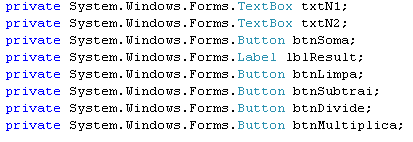 private System.Windows.Forms.TextBox txtN1;
private System.Windows.Forms.TextBox txtN2;
private System.Windows.Forms.Button btnSoma;
private System.Windows.Forms.Label lblResult;
private System.Windows.Forms.Button btnLimpa;
private System.Windows.Forms.Button btnSubtrai;
private System.Windows.Forms.Button btnDivide;
private System.Windows.Forms.Button btnMultiplica;